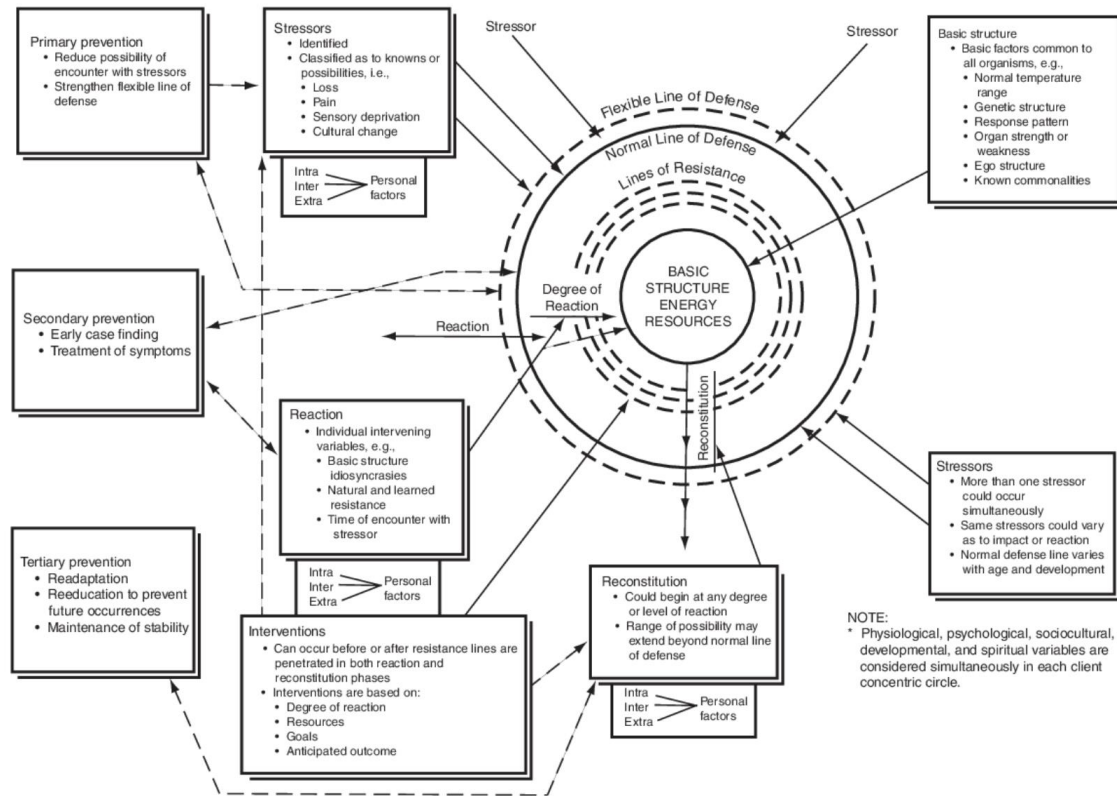 Primary prevention
• Reduce possibility of
encounter with stressors
• Strengthen flexible line of
defense
Stressors
• Identified
• Classified as to knowns or
possibilities, i.e.,
• Loss
• Pain
• Sensory deprivation
• Cultural change
Intra
Inter
Extra
Personal
factors
Stressor
Stressor
Flexible Line of Defense
Normal Line of Defense
Lines of Resistance
BASIC
STRUCTURE
ENERGY
RESOURCES
Degree of
Reaction
Reaction
Reconstitution
Basic structure
• Basic factors common to
all organisms, e.g.,
• Normal temperature
range
• Genetic structure
• Response pattern
• Organ strength or
weakness
• Ego structure
• Known commonalities
Secondary prevention
• Early case finding
• Treatment of symptoms
Reaction
• Individual intervening
variables, e.g.,
• Basic structure
idiosyncrasies
• Natural and learned
resistance
• Time of encounter with
stressor
Intra
Inter
Extra
Personal
factors
Stressors
• More than one stressor
could occur
simultaneously
• Same stressors could vary
as to impact or reaction
• Normal defense line varies
with age and development
Tertiary prevention
• Readaptation
• Reeducation to prevent
future occurrences
• Maintenance of stability
Interventions
• Can occur before or after resistance lines are
penetrated in both reaction and
reconstitution phases
• Interventions are based on:
• Degree of reaction
• Resources
• Goals
• Anticipated outcome
Reconstitution
• Could begin at any degree
or level of reaction
• Range of possibility may
extend beyond normal line
of defense
Intra
Inter
Extra
Personal
factors
NOTE:
* Physiological, psychological, sociocultural,
developmental, and spiritual variables are
considered simultaneously in each client
concentric circle.